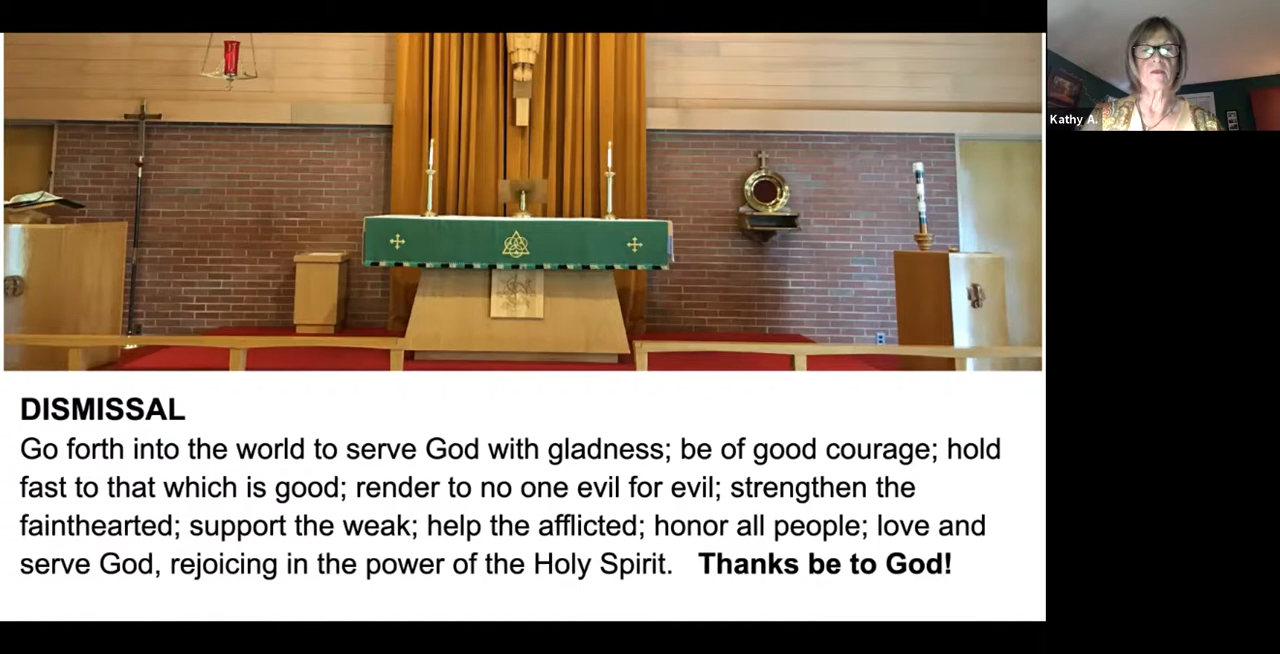 Kathy A.
DISMISSAL
Go forth into the world to serve God with gladness; be of good courage; hold
fast to that which is good; render to no one evil for evil; strengthen the
fainthearted; support the weak; help the afflicted; honor all people; love and
serve God, rejoicing in the power of the Holy Spirit.   Thanks be to God!